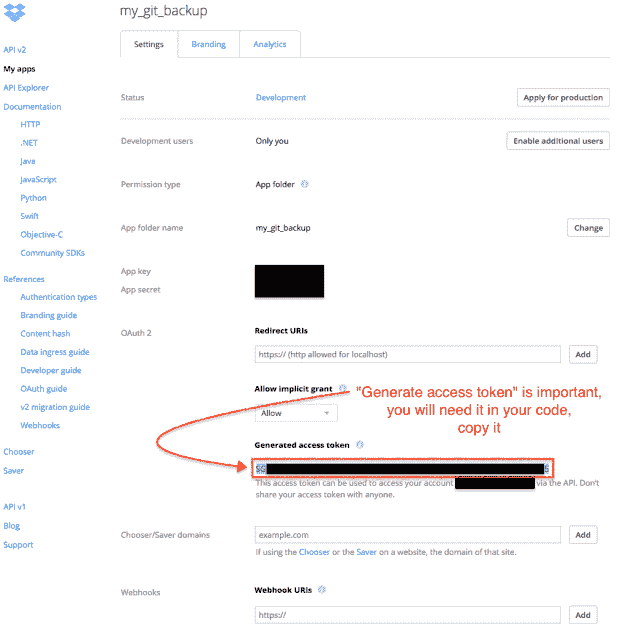 my_git_backup
Settings Branding Analytics
API v2
My apps
API Explorer
Documentation
HTTP
.NET
Java
JavaScript
Python
Swift
Objective-C
Community SDKs
References
Authentication types
Branding guide
Content hash
Data ingress guide
Developer guide
OAuth guide
v2 migration guide
Webhooks
Chooser
Saver
API v1
Blog
Support
Status Development Apply for production
Development users Only you Enable additional users
Permission type App folder
App folder name my_git_backup Change
App key
App secret
OAuth 2 Redirect URIs
https:// (http allowed for localhost) Add
Allow implicit grant
Allow
"Generate access token" is important,
you will need it in your code,
copy it
Generated access token
This access token can be used to access your account via the API. Don't
share your access token with anyone.
Chooser/Saver domains example.com Add
If using the Chooser or the Saver on a website, the domain of that site.
Webhooks Webhook URIs
https:// Add